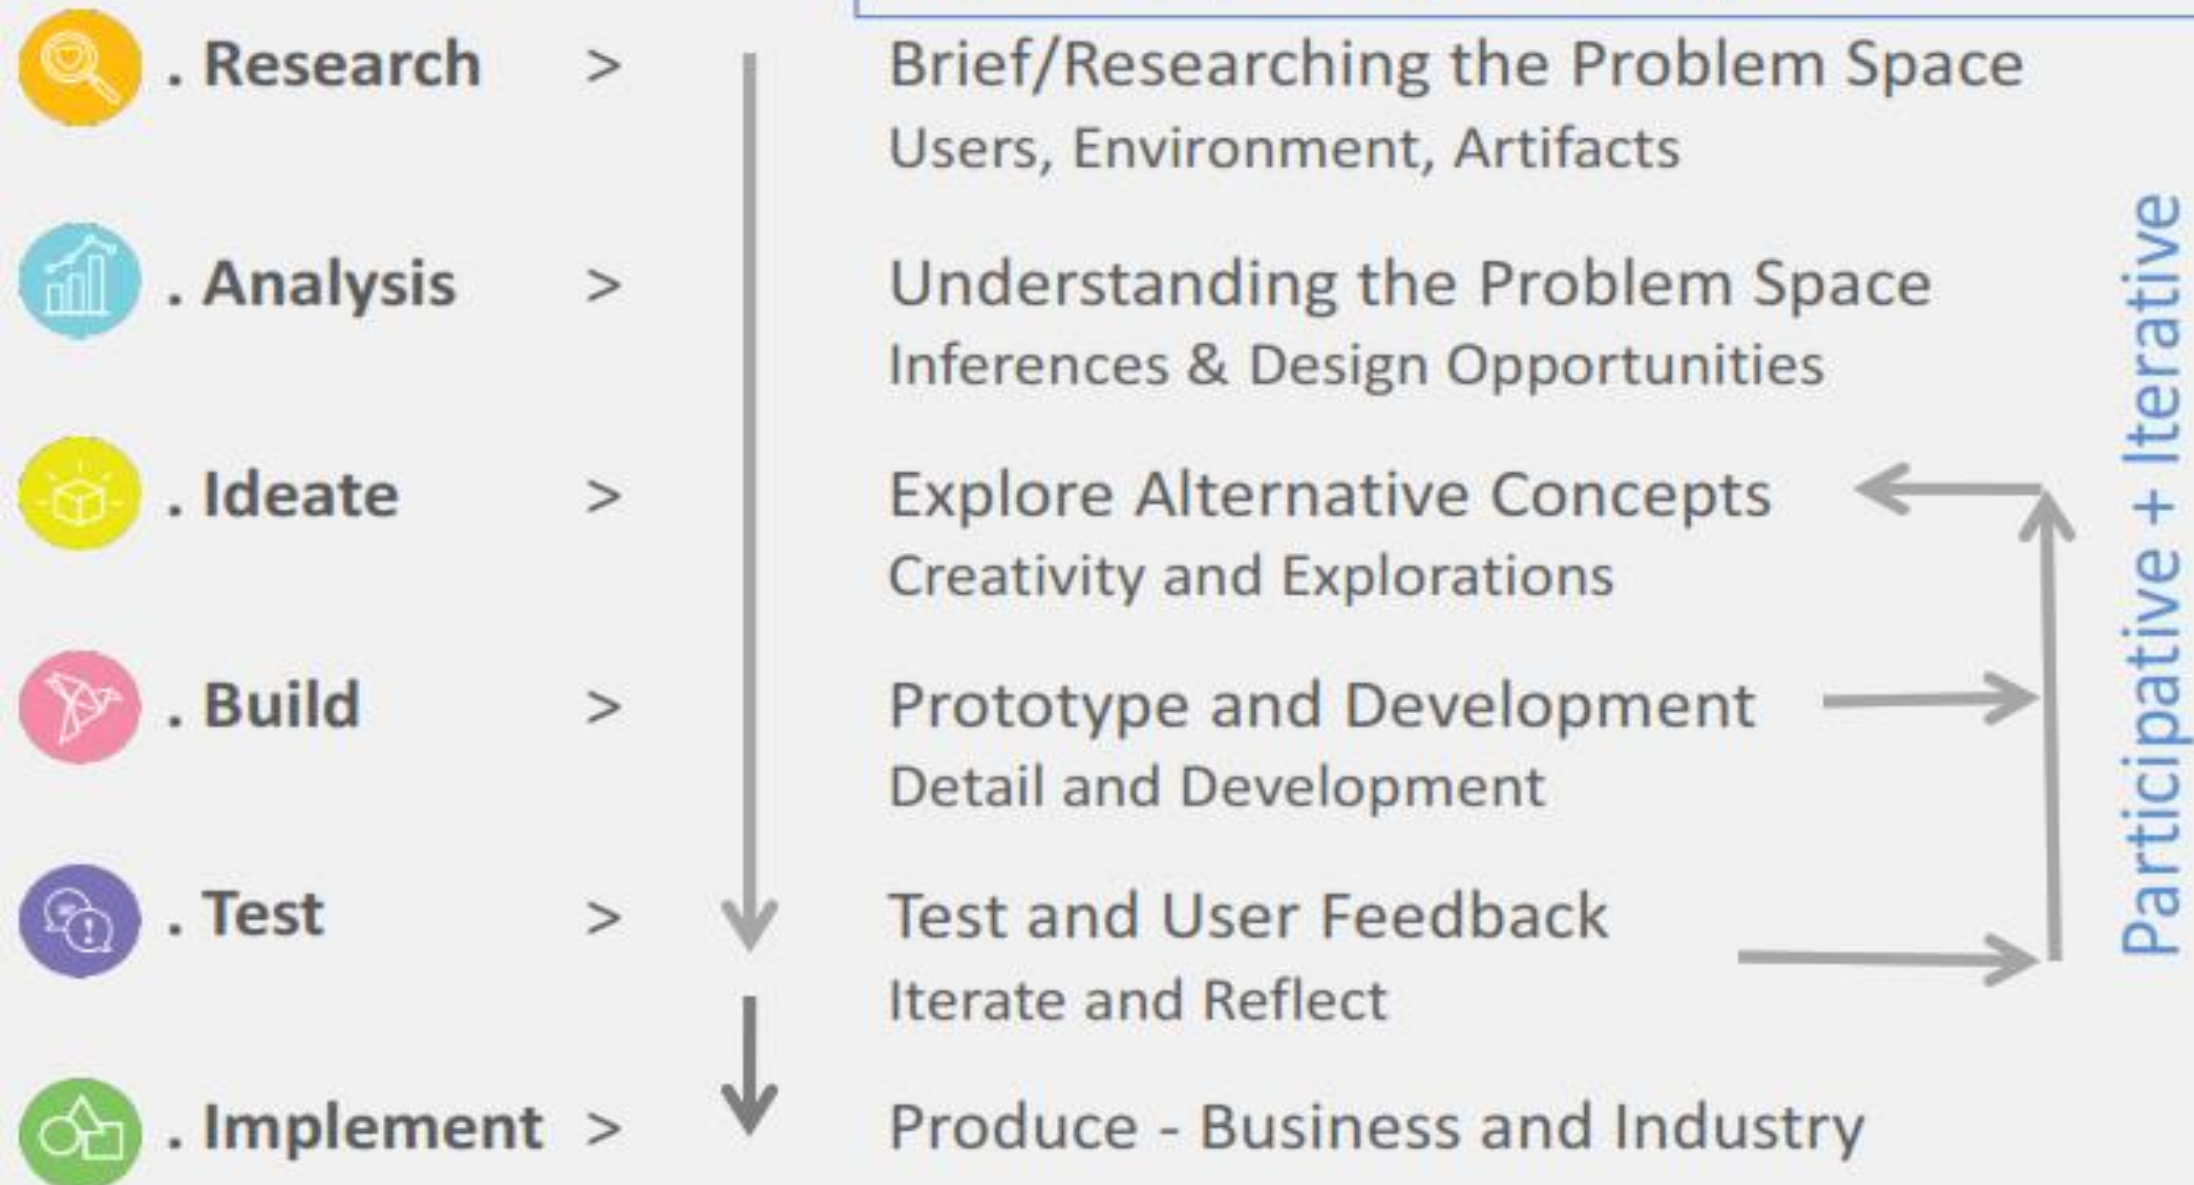 . Research > Brief/Researching the Problem Space
Users, Environment, Artifacts
. Analysis > Understanding the Problem Space
Inferences & Design Opportunities
. Ideate > Explore Alternative Concepts
Creativity and Explorations
. Build > Prototype and Development
Detail and Development
. Test > Test and User Feedback
Iterate and Reflect
. Implement > Produce - Business and Industry
Participative + Iterative